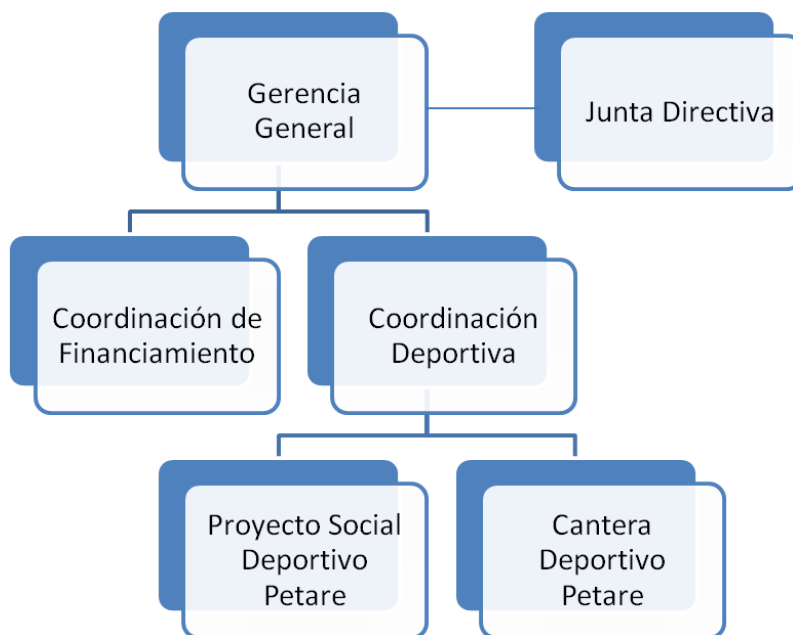 Gerencia
General
Junta Directiva
Coordinación de
Financiamiento
Coordinación
Deportiva
Proyecto Social
Deportivo
Petare
Cantera
Deportivo
Petare